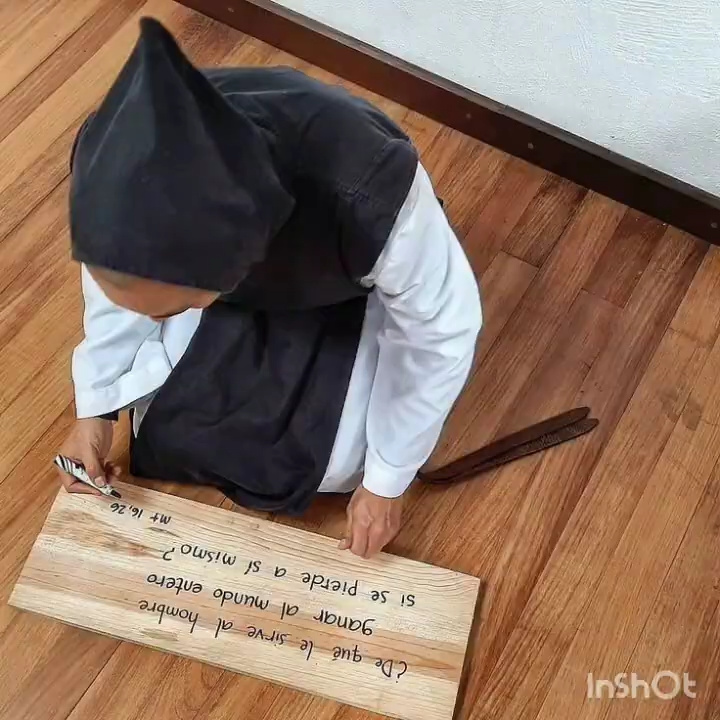 ¿De qué le sirve al hombre
ganar al mundo entero
si se pierde a sí mismo?
Mt 16,26
InShOt